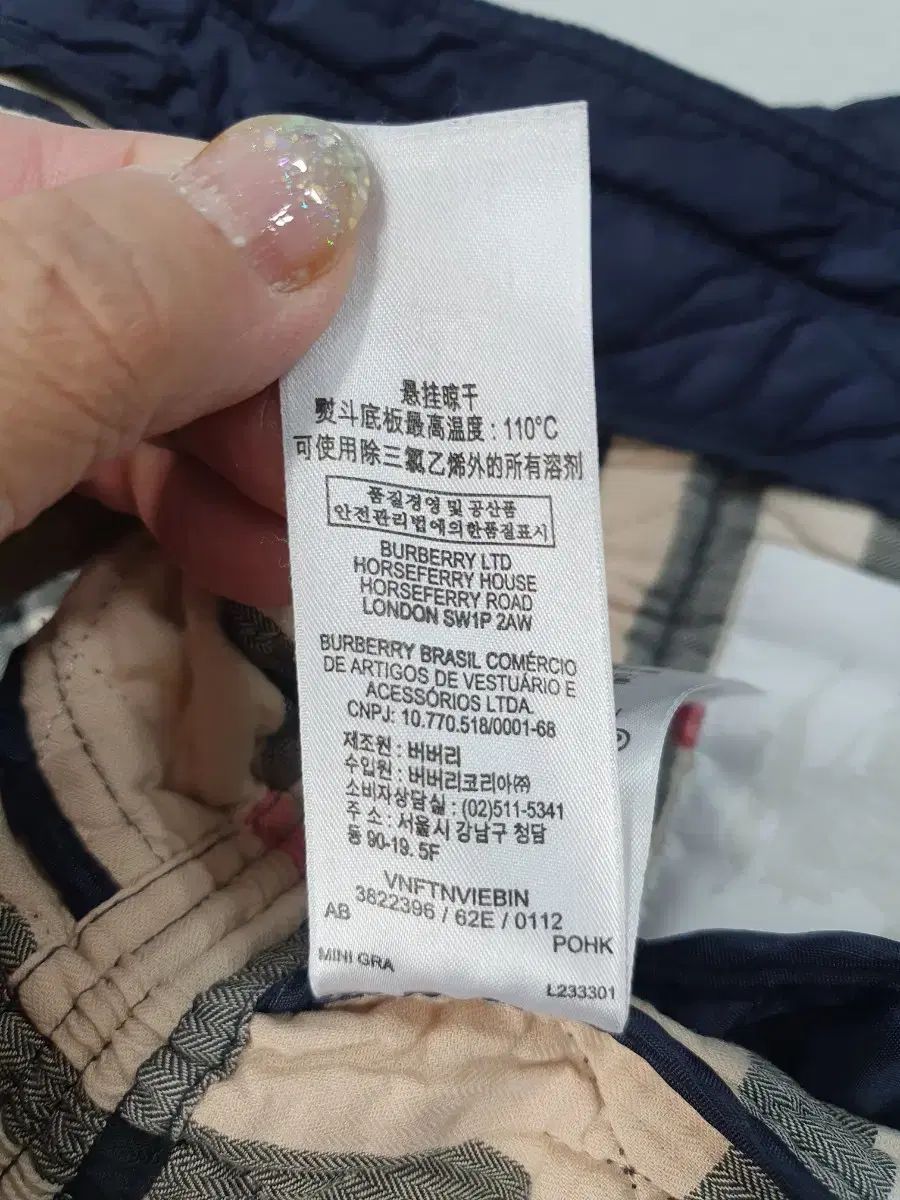 悬挂晾干
熨斗底板最高温度 : 110°C
可使用除三氯乙烯外的所有溶剂
품질경영 및 공산품
안전관리법에의한품질표시
BURBERRY LTD
HORSEFERRY HOUSE
HORSEFERRY ROAD
LONDON SW1P 2AW
BURBERRY BRASIL COMÉRCIO
DE ARTIGOS DE VESTUÁRIO E
ACESSÓRIOS LTDA.
CNPJ: 10.770.518/0001-68
제조원 : 버버리
수입원 : 버버리코리아㈜
소비자상담실 : (02)511-5341
주 소 : 서울시 강남구 청담
동 90-19. 5F
VNFTNVIEBIN
3822396 / 62E / 0112
AB
POHK
MINI GRA
L233301